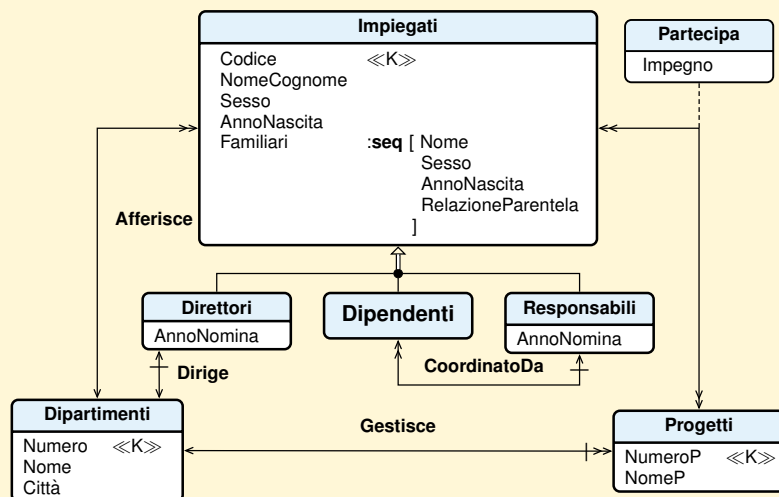 Impiegati
Codice ≪K≫
NomeCognome
Sesso
AnnoNascita
Familiari :seq [ Nome
Sesso
AnnoNascita
RelazioneParentela
]
Partecipa
Impegno
Afferisce
Direttori
AnnoNomina
Dipendenti
Responsabili
AnnoNomina
Dirige
CoordinatoDa
Dipartimenti
Numero ≪K≫
Nome
Città
Gestisce
Progetti
NumeroP ≪K≫
NomeP